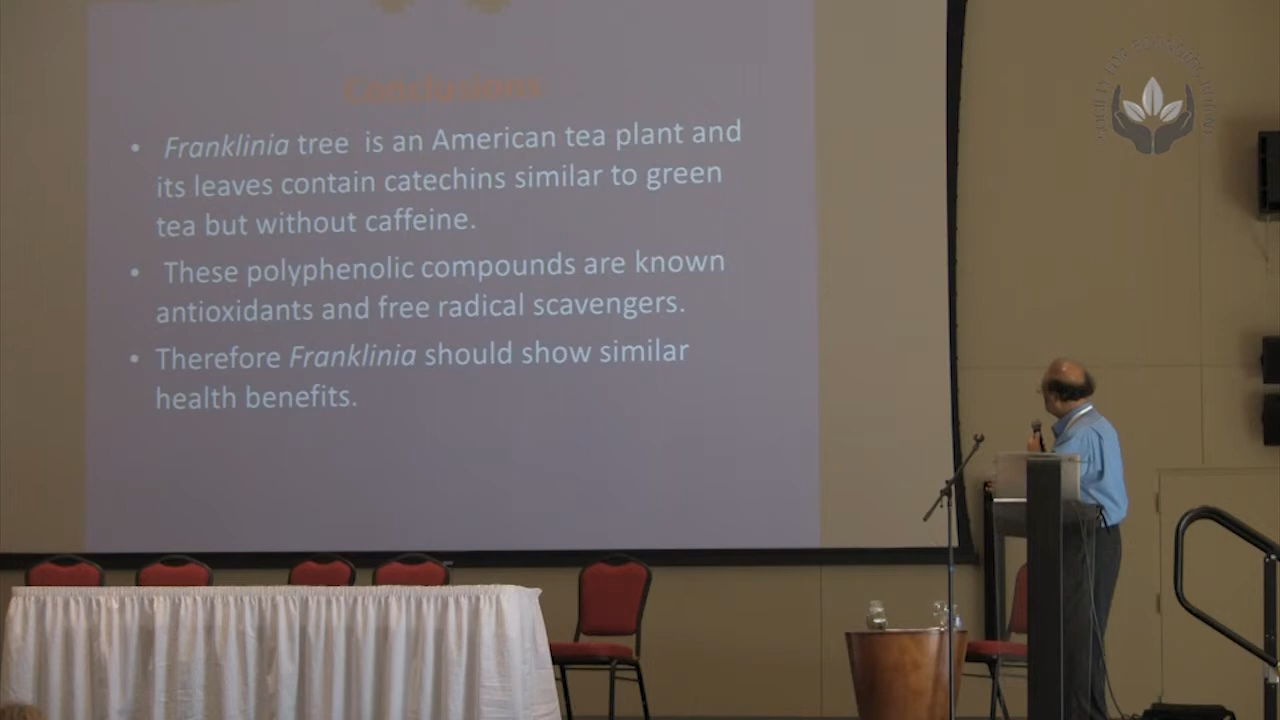 Conclusions
• Franklinia tree is an American tea plant and
its leaves contain catechins similar to green
tea but without caffeine.
• These polyphenolic compounds are known
antioxidants and free radical scavengers.
• Therefore Franklinia should show similar
health benefits.